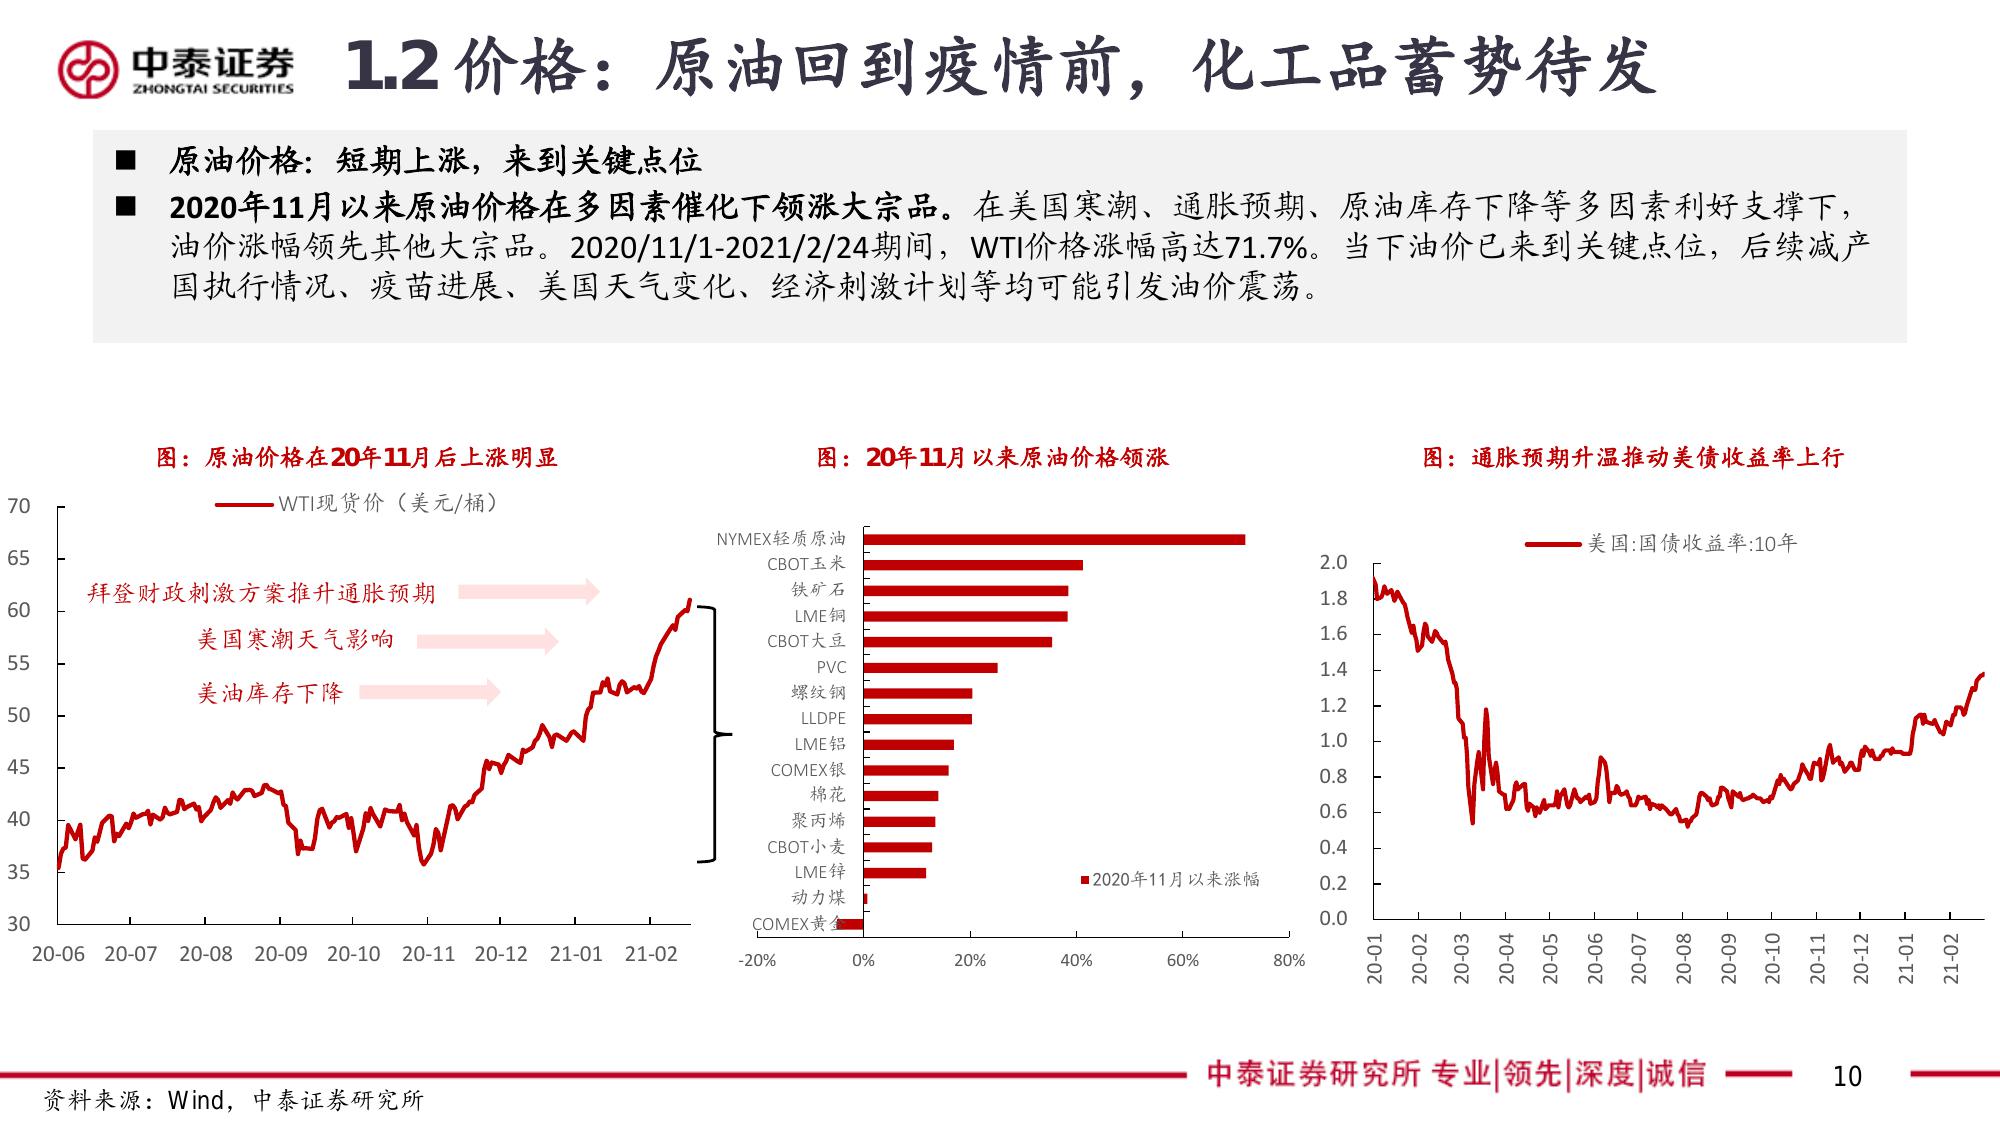 中泰证券
ZHONGTAI SECURITIES
1.2 价格：原油回到疫情前，化工品蓄势待发
■ 原油价格：短期上涨，来到关键点位
■ 2020年11月以来原油价格在多因素催化下领涨大宗品。在美国寒潮、通胀预期、原油库存下降等多因素利好支撑下，
油价涨幅领先其他大宗品。2020/11/1-2021/2/24期间，WTI价格涨幅高达71.7%。当下油价已来到关键点位，后续减产
国执行情况、疫苗进展、美国天气变化、经济刺激计划等均可能引发油价震荡。
图：原油价格在20年11月后上涨明显
WTI现货价（美元/桶）
70
65
60
55
50
45
40
35
30
拜登财政刺激方案推升通胀预期
美国寒潮天气影响
美油库存下降
20-06 20-07 20-08 20-09 20-10 20-11 20-12 21-01 21-02
图：20年11月以来原油价格领涨
NYMEX轻质原油
CBOT玉米
铁矿石
LME铜
CBOT大豆
PVC
螺纹钢
LLDPE
LME铝
COMEX银
棉花
聚丙烯
CBOT小麦
LME锌
动力煤
COMEX黄金
2020年11月以来涨幅
-20% 0% 20% 40% 60% 80%
图：通胀预期升温推动美债收益率上行
美国:国债收益率:10年
2.0
1.8
1.6
1.4
1.2
1.0
0.8
0.6
0.4
0.2
0.0
20-01 20-02 20-03 20-04 20-05 20-06 20-07 20-08 20-09 20-10 20-11 20-12 21-01 21-02
中泰证券研究所 专业|领先|深度|诚信
10
资料来源：Wind，中泰证券研究所